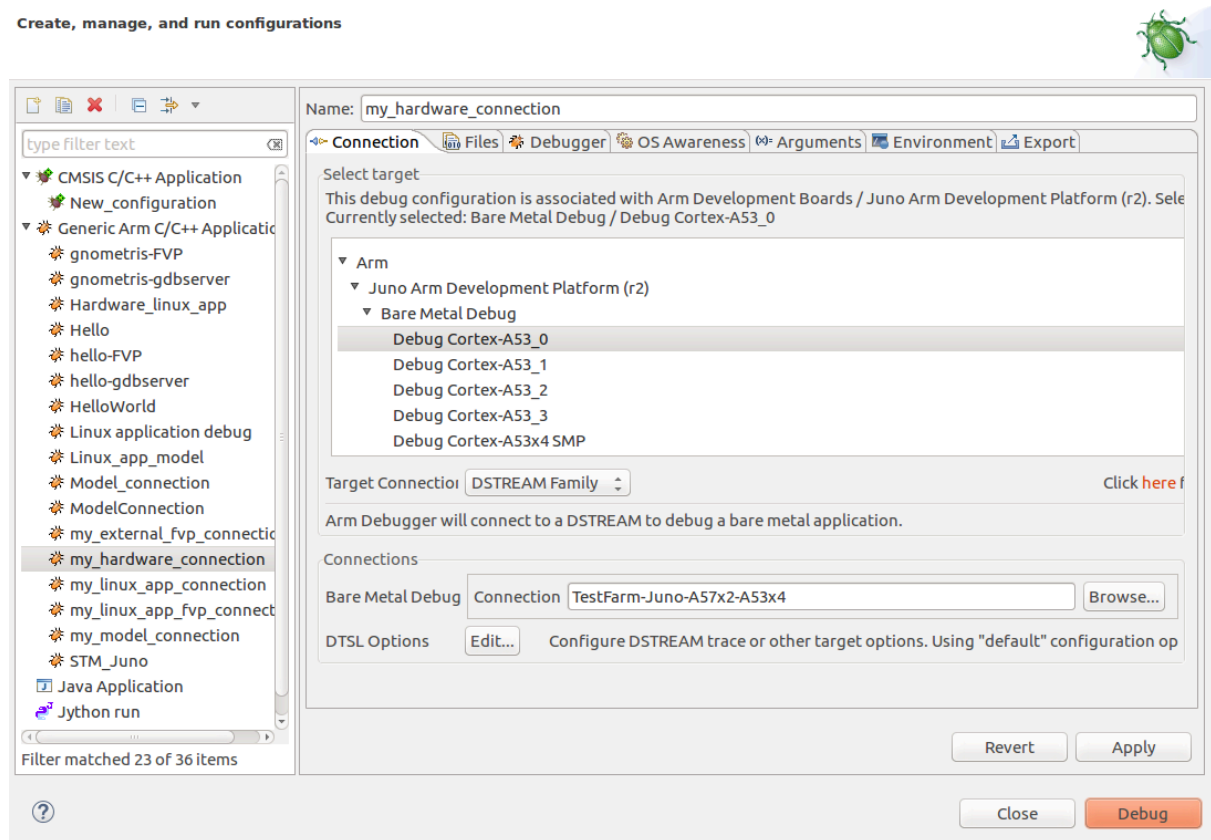 Create, manage, and run configurations
type filter text
CMSIS C/C++ Application
New_configuration
Generic Arm C/C++ Applicatic
gnometris-FVP
gnometris-gdbserver
Hardware_linux_app
Hello
hello-FVP
hello-gdbserver
HelloWorld
Linux application debug
Linux_app_model
Model_connection
ModelConnection
my_external_fvp_connectic
my_hardware_connection
my_linux_app_connection
my_linux_app_fvp_connect
my_model_connection
STM_Juno
Java Application
Jython run
Filter matched 23 of 36 items
Name: my_hardware_connection
Connection Files Debugger OS Awareness Arguments Environment Export
Select target
This debug configuration is associated with Arm Development Boards / Juno Arm Development Platform (r2). Sele
Currently selected: Bare Metal Debug / Debug Cortex-A53_0
Arm
Juno Arm Development Platform (r2)
Bare Metal Debug
Debug Cortex-A53_0
Debug Cortex-A53_1
Debug Cortex-A53_2
Debug Cortex-A53_3
Debug Cortex-A53x4 SMP
Target Connection DSTREAM Family Click here f
Arm Debugger will connect to a DSTREAM to debug a bare metal application.
Connections
Bare Metal Debug Connection TestFarm-Juno-A57x2-A53x4 Browse...
DTSL Options Edit... Configure DSTREAM trace or other target options. Using "default" configuration op
Revert Apply
Close Debug